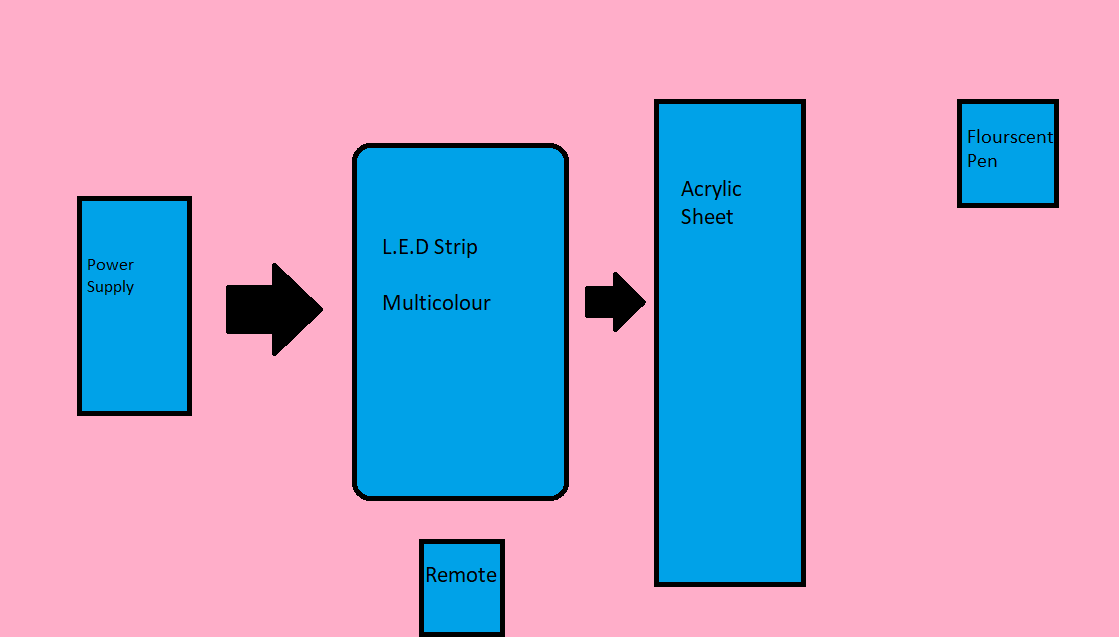 Power
Supply
L.E.D Strip
Multicolour
Remote
Acrylic
Sheet
Flourscent
Pen